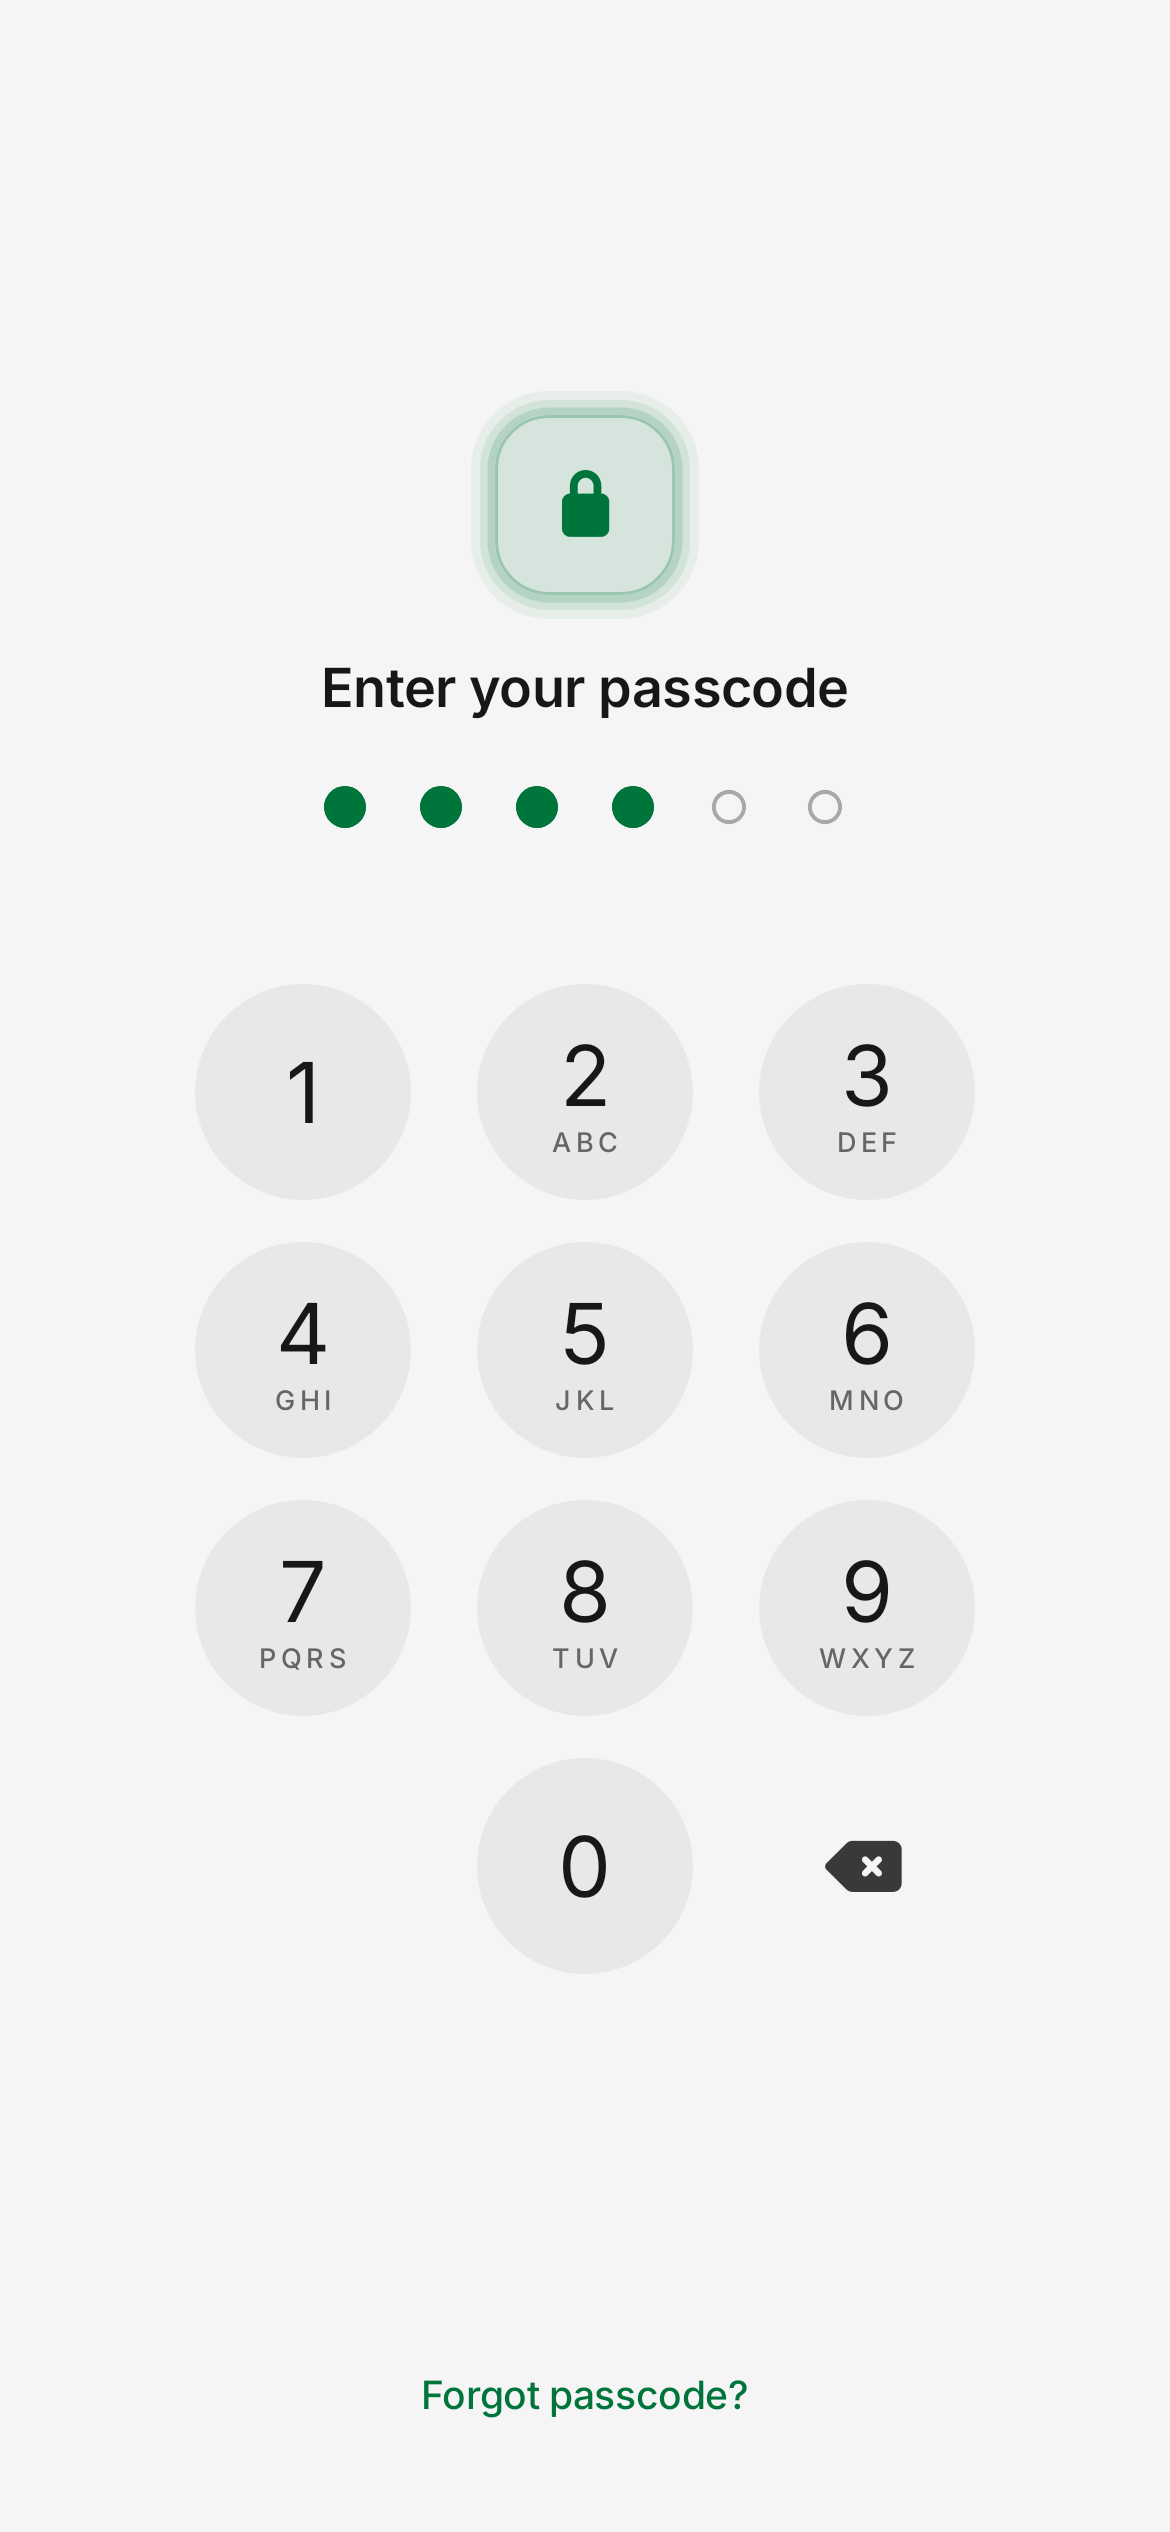 Enter your passcode
1 2 3
ABC DEF
4 5 6
GHI JKL MNO
7 8 9
PQRS TUV WXYZ
0
Forgot passcode?